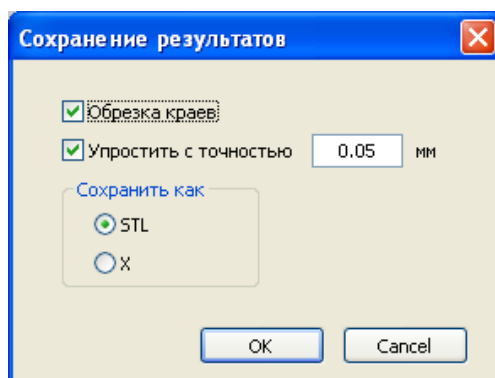 Сохранение результатов
Обрезка краев
Упростить с точностью 0.05 мм
Сохранить как
STL
X
OK Cancel